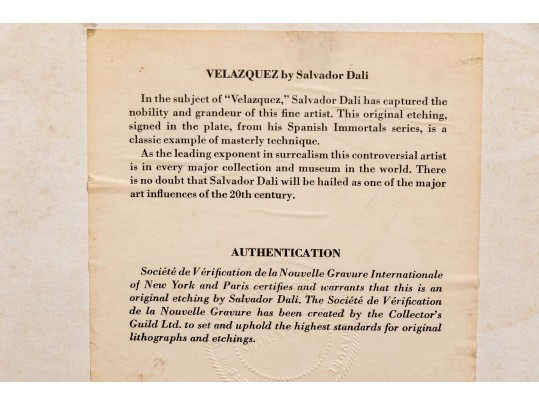 VELAZQUEZ by Salvador Dali
In the subject of “Velazquez,” Salvador Dali has captured the
nobility and grandeur of this fine artist. This original etching,
signed in the plate, from his Spanish Immortals series, is a
classic example of masterly technique.
As the leading exponent in surrealism this controversial artist
is in every major collection and museum in the world. There
is no doubt that Salvador Dali will be hailed as one of the major
art influences of the 20th century.
AUTHENTICATION
Société de Vérification de la Nouvelle Gravure Internationale
of New York and Paris certifies and warrants that this is an
original etching by Salvador Dali. The Société de Vérification
de la Nouvelle Gravure has been created by the Collector's
Guild Ltd. to set and uphold the highest standards for original
lithographs and etchings.